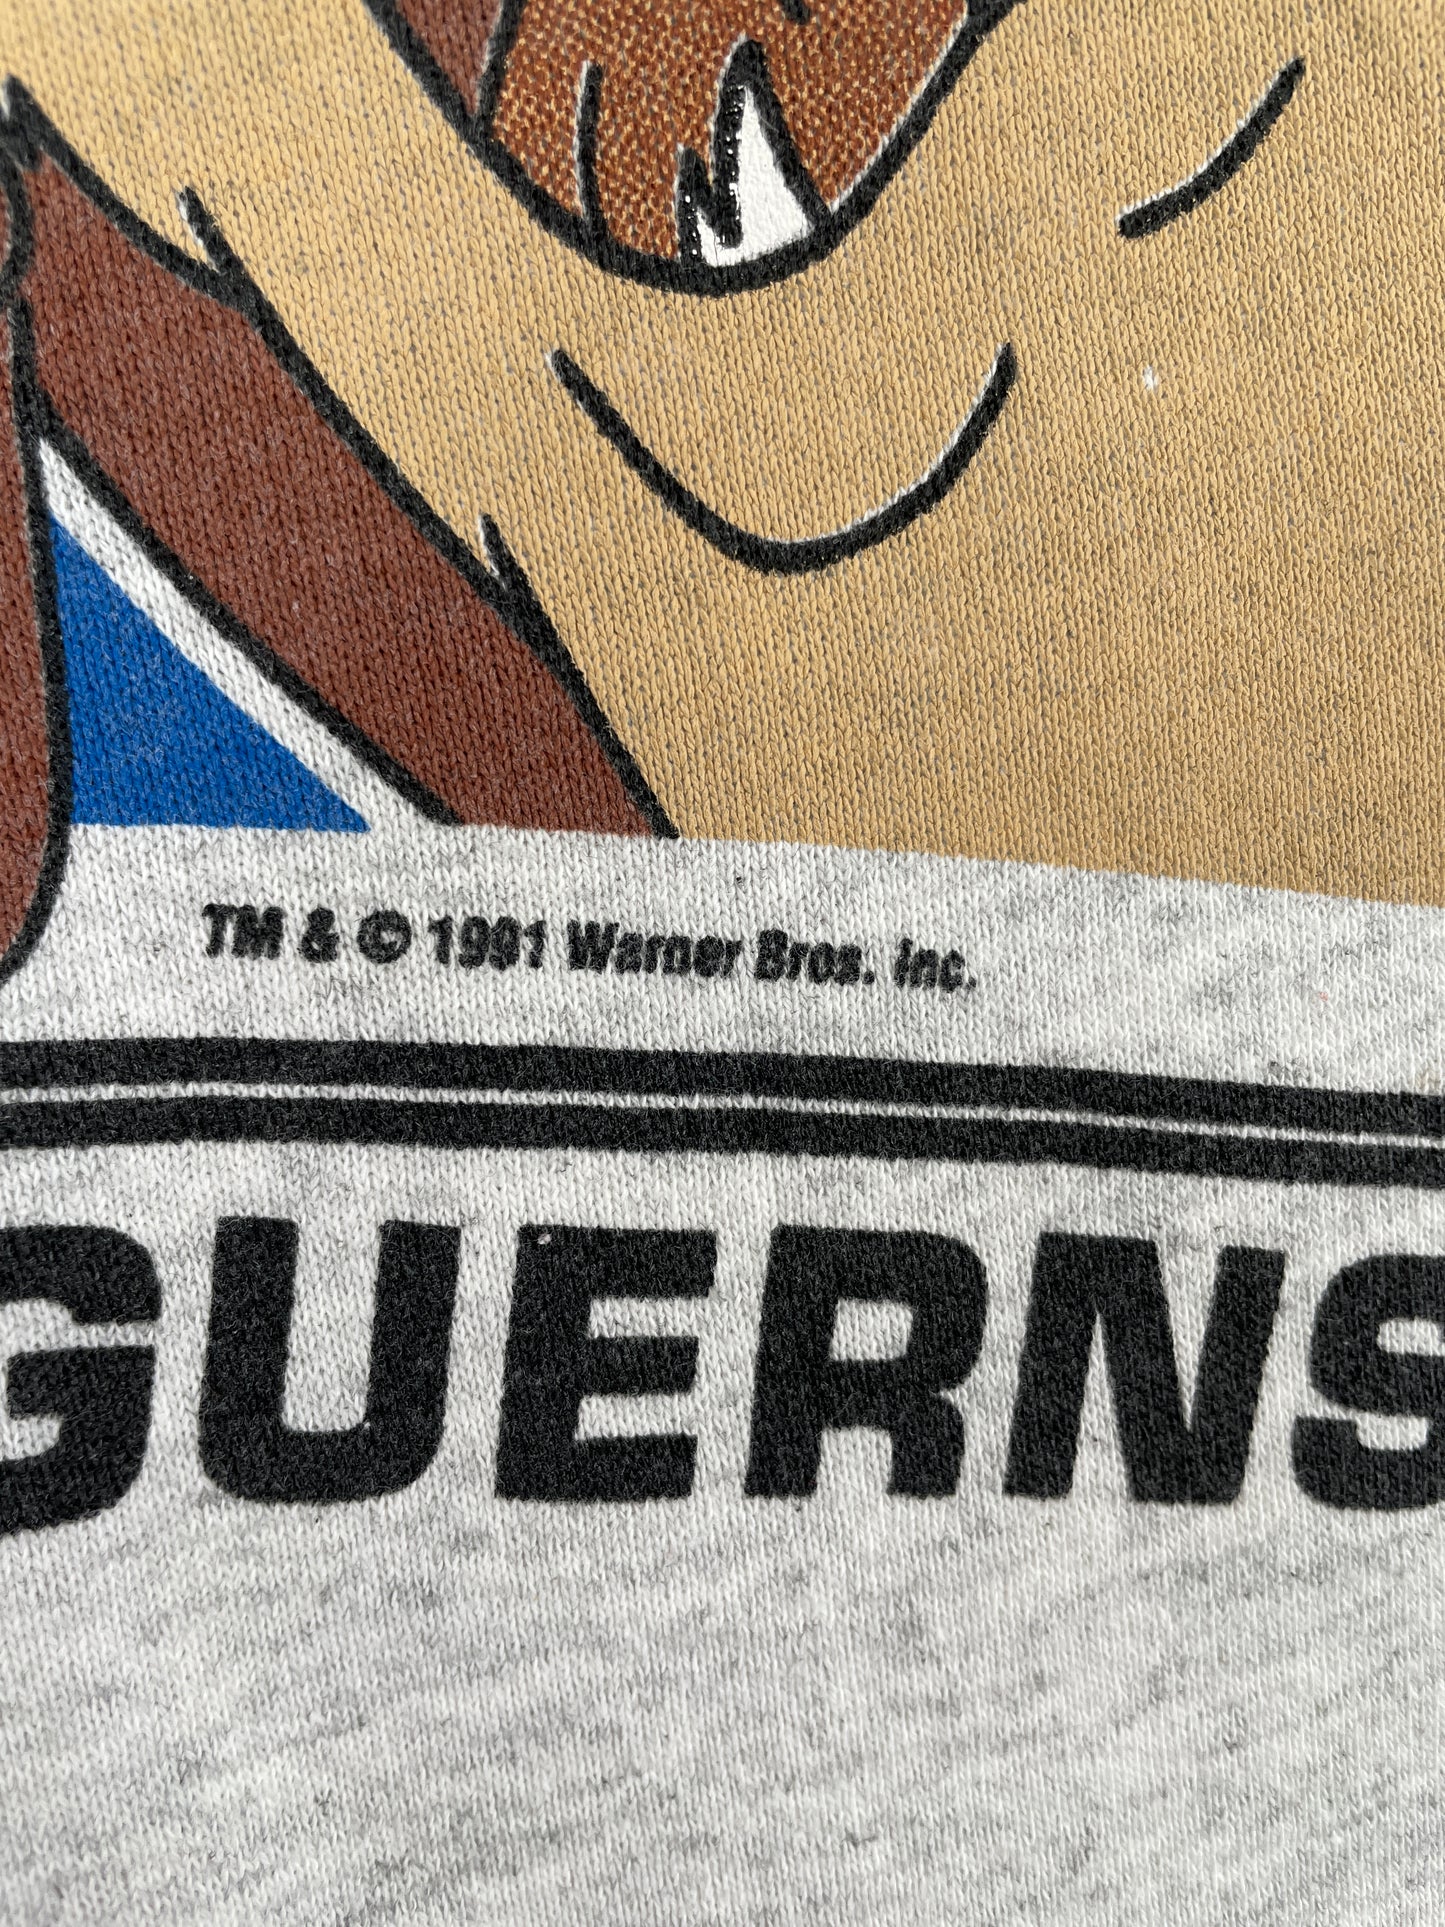 TM & © 1991 Warner Bros. Inc.
GUERNS